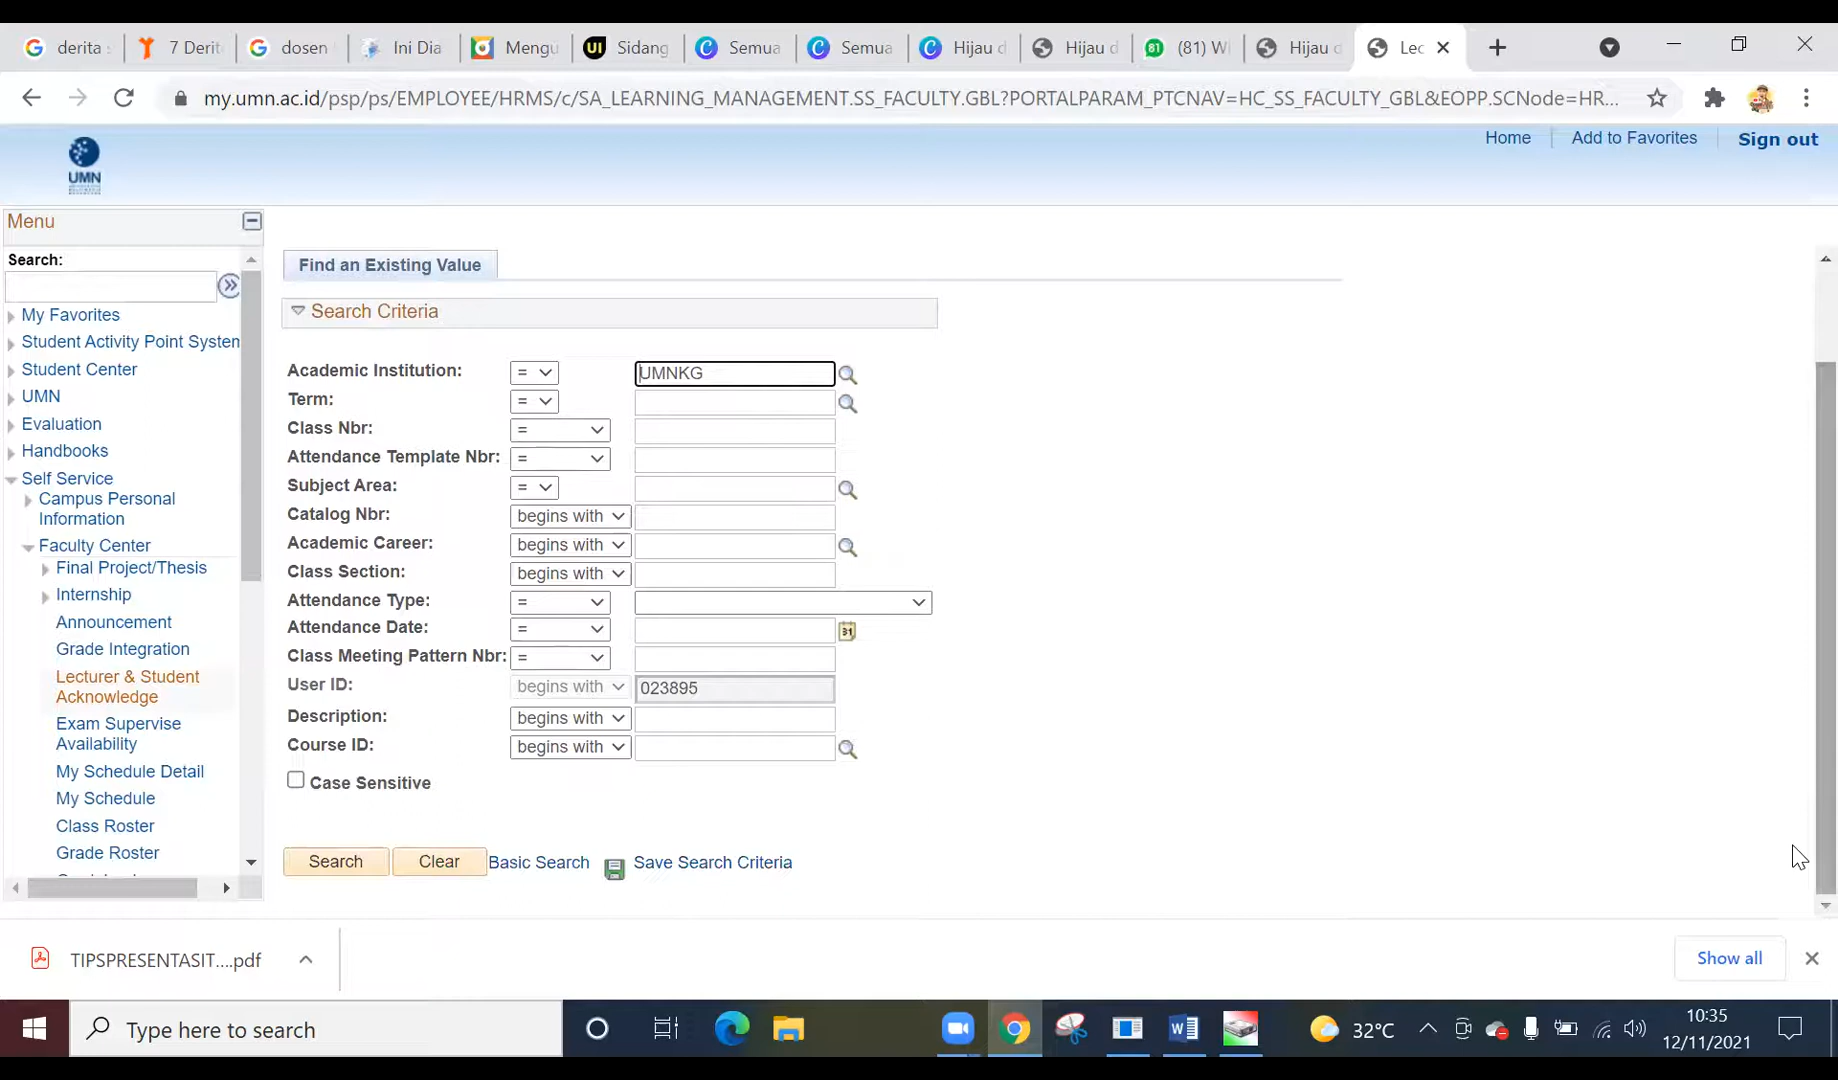 derita
7 Derit
dosen
Ini Dia
Mengu
UI Sidang
Semua
Semua
Hijau d
Hijau d
81 (81) W
Hijau d
Lec
my.umn.ac.id/psp/ps/EMPLOYEE/HRMS/c/SA_LEARNING_MANAGEMENT.SS_FACULTY.GBL?PORTALPARAM_PTCNAV=HC_SS_FACULTY_GBL&EOPP.SCNode=HR...
UMN
Home
Add to Favorites
Sign out
Menu
Search:
My Favorites
Student Activity Point System
Student Center
UMN
Evaluation
Handbooks
Self Service
Campus Personal
Information
Faculty Center
Final Project/Thesis
Internship
Announcement
Grade Integration
Lecturer & Student
Acknowledge
Exam Supervise
Availability
My Schedule Detail
My Schedule
Class Roster
Grade Roster
Find an Existing Value
Search Criteria
Academic Institution: = UMNKG
Term: =
Class Nbr: =
Attendance Template Nbr: =
Subject Area: =
Catalog Nbr: begins with
Academic Career: begins with
Class Section: begins with
Attendance Type: =
Attendance Date: = 31
Class Meeting Pattern Nbr: =
User ID: begins with 023895
Description: begins with
Course ID: begins with
Case Sensitive
Search Clear Basic Search Save Search Criteria
TIPSPRESENTASIT....pdf
Show all
Type here to search
32°C
10:35
12/11/2021